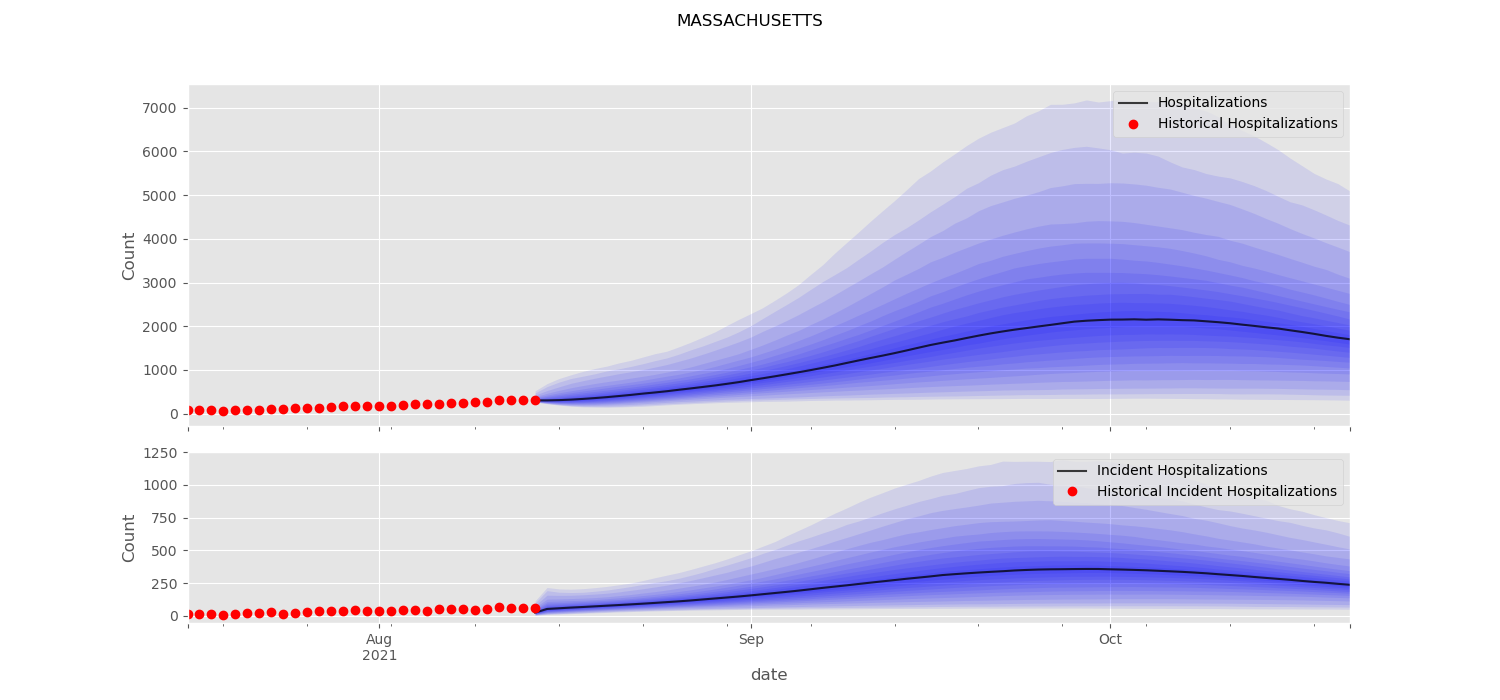 MASSACHUSETTS
7000
6000
5000
4000
3000
2000
1000
0
Count
Hospitalizations
Historical Hospitalizations
1250
1000
750
500
250
0
Count
Incident Hospitalizations
Historical Incident Hospitalizations
Aug
2021
Sep
Oct
date